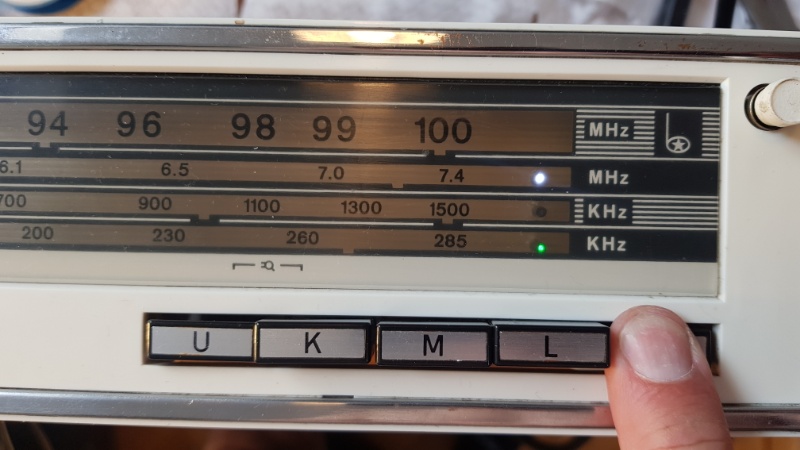 94 96 98 99 100 MHz
6.1 6.5 7.0 7.4 MHz
700 900 1100 1300 1500 KHz
200 230 260 285 KHz
U K M L